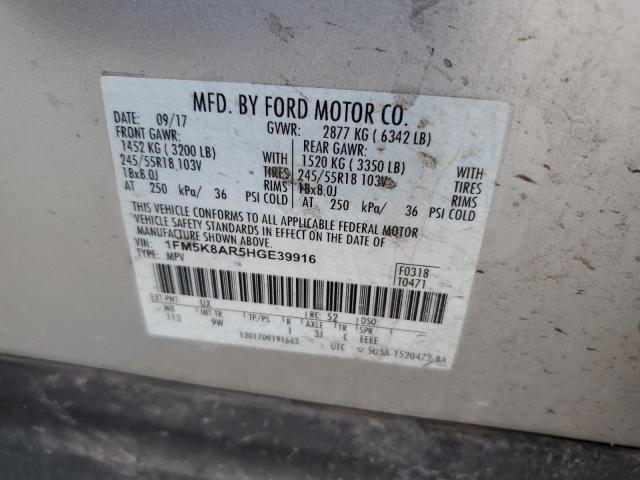 MFD. BY FORD MOTOR CO.
DATE: 09/17 GVWR: 2877 KG ( 6342 LB)
FRONT GAWR: REAR GAWR:
1452 KG ( 3200 LB) WITH 1520 KG ( 3350 LB) WITH
245/55R18 103V TIRES 245/55R18 103V TIRES
18x8.0J RIMS 18x8.0J RIMS
AT 250 kPa/ 36 PSI COLD AT 250 kPa/ 36 PSI COLD
THIS VEHICLE CONFORMS TO ALL APPLICABLE FEDERAL MOTOR
VEHICLE SAFETY STANDARDS IN EFFECT ON THE DATE OF
MANUFACTURE SHOWN ABOVE.
VIN: 1FM5K8AR5HGE39916
TYPE: MPV
F0318
T0471
EXT PNT: UX RC: 52 DSO:
WB INT TR TP/PS R AXLE TR SPR
113 9W 1 3J C EEEE
1201709191663 UTC